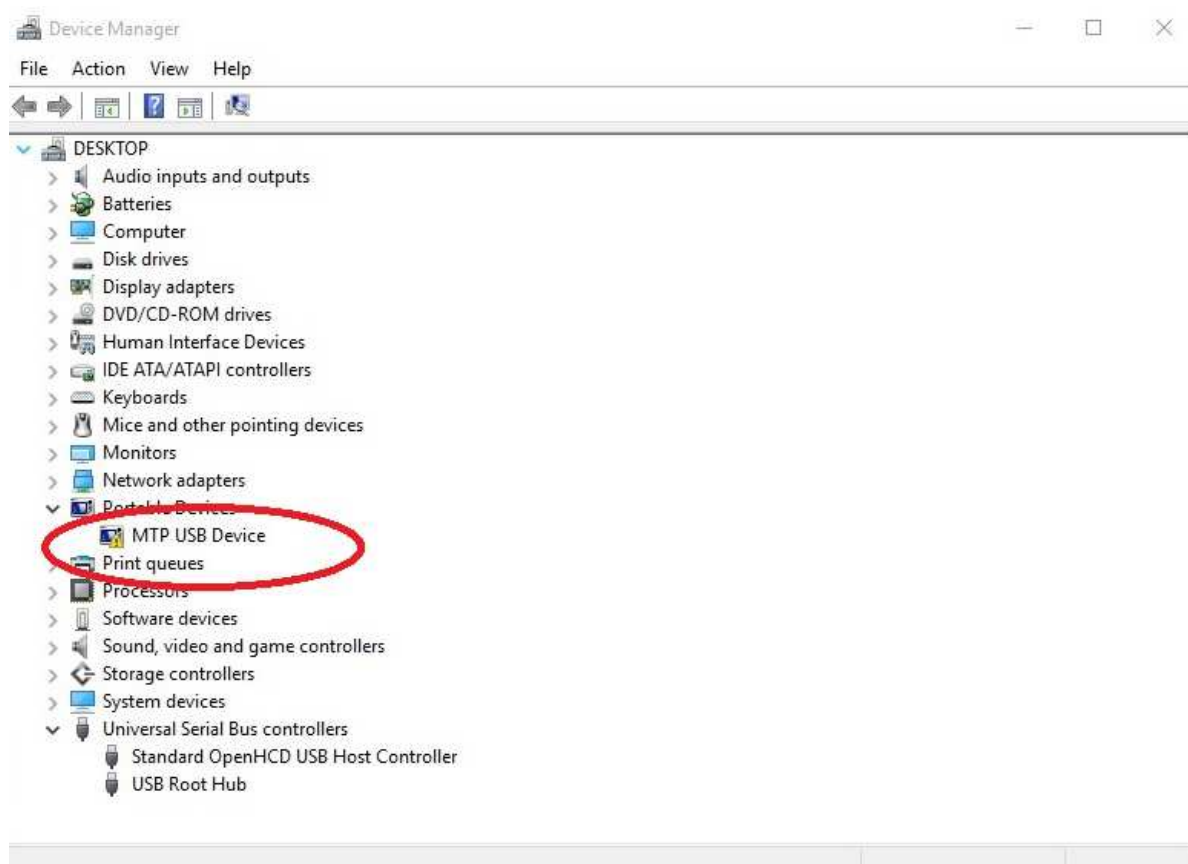 Device Manager
File Action View Help
DESKTOP
Audio inputs and outputs
Batteries
Computer
Disk drives
Display adapters
DVD/CD-ROM drives
Human Interface Devices
IDE ATA/ATAPI controllers
Keyboards
Mice and other pointing devices
Monitors
Network adapters
Portable Devices
MTP USB Device
Print queues
Processors
Software devices
Sound, video and game controllers
Storage controllers
System devices
Universal Serial Bus controllers
Standard OpenHCD USB Host Controller
USB Root Hub